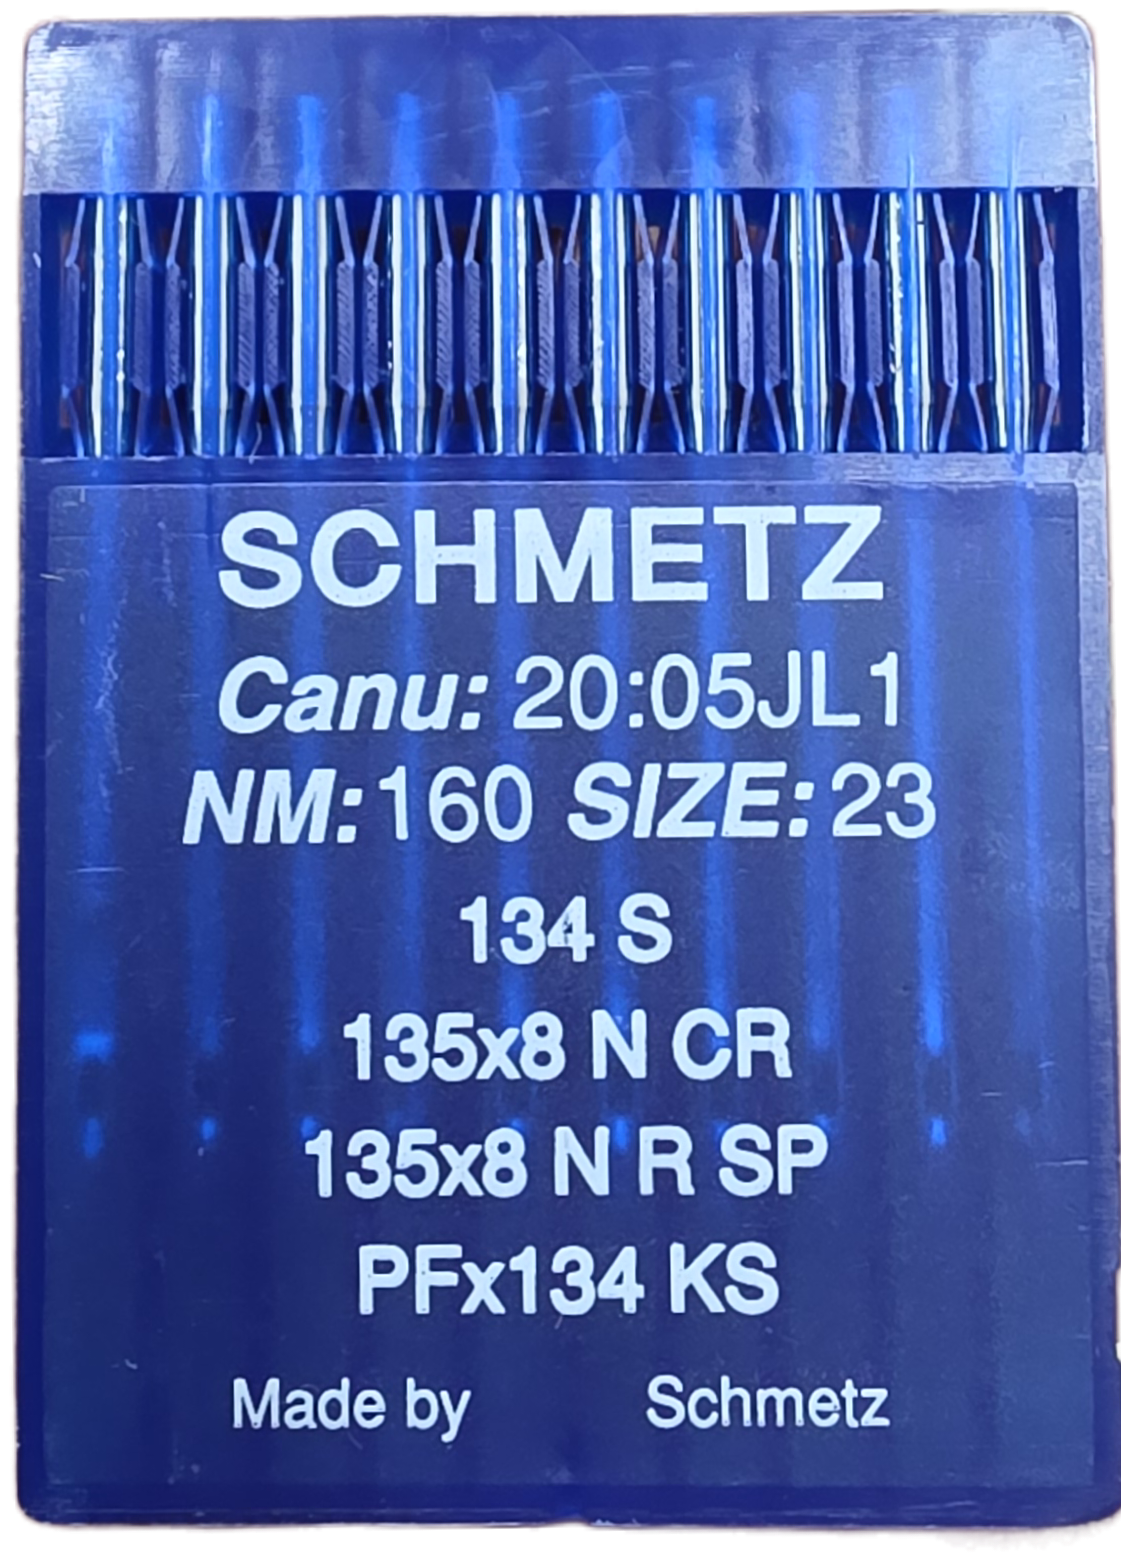 SCHMETZ
Canu: 20:05JL1
NM:160 SIZE:23
134 S
135x8 N CR
135x8 N R SP
PFx134 KS
Made by Schmetz